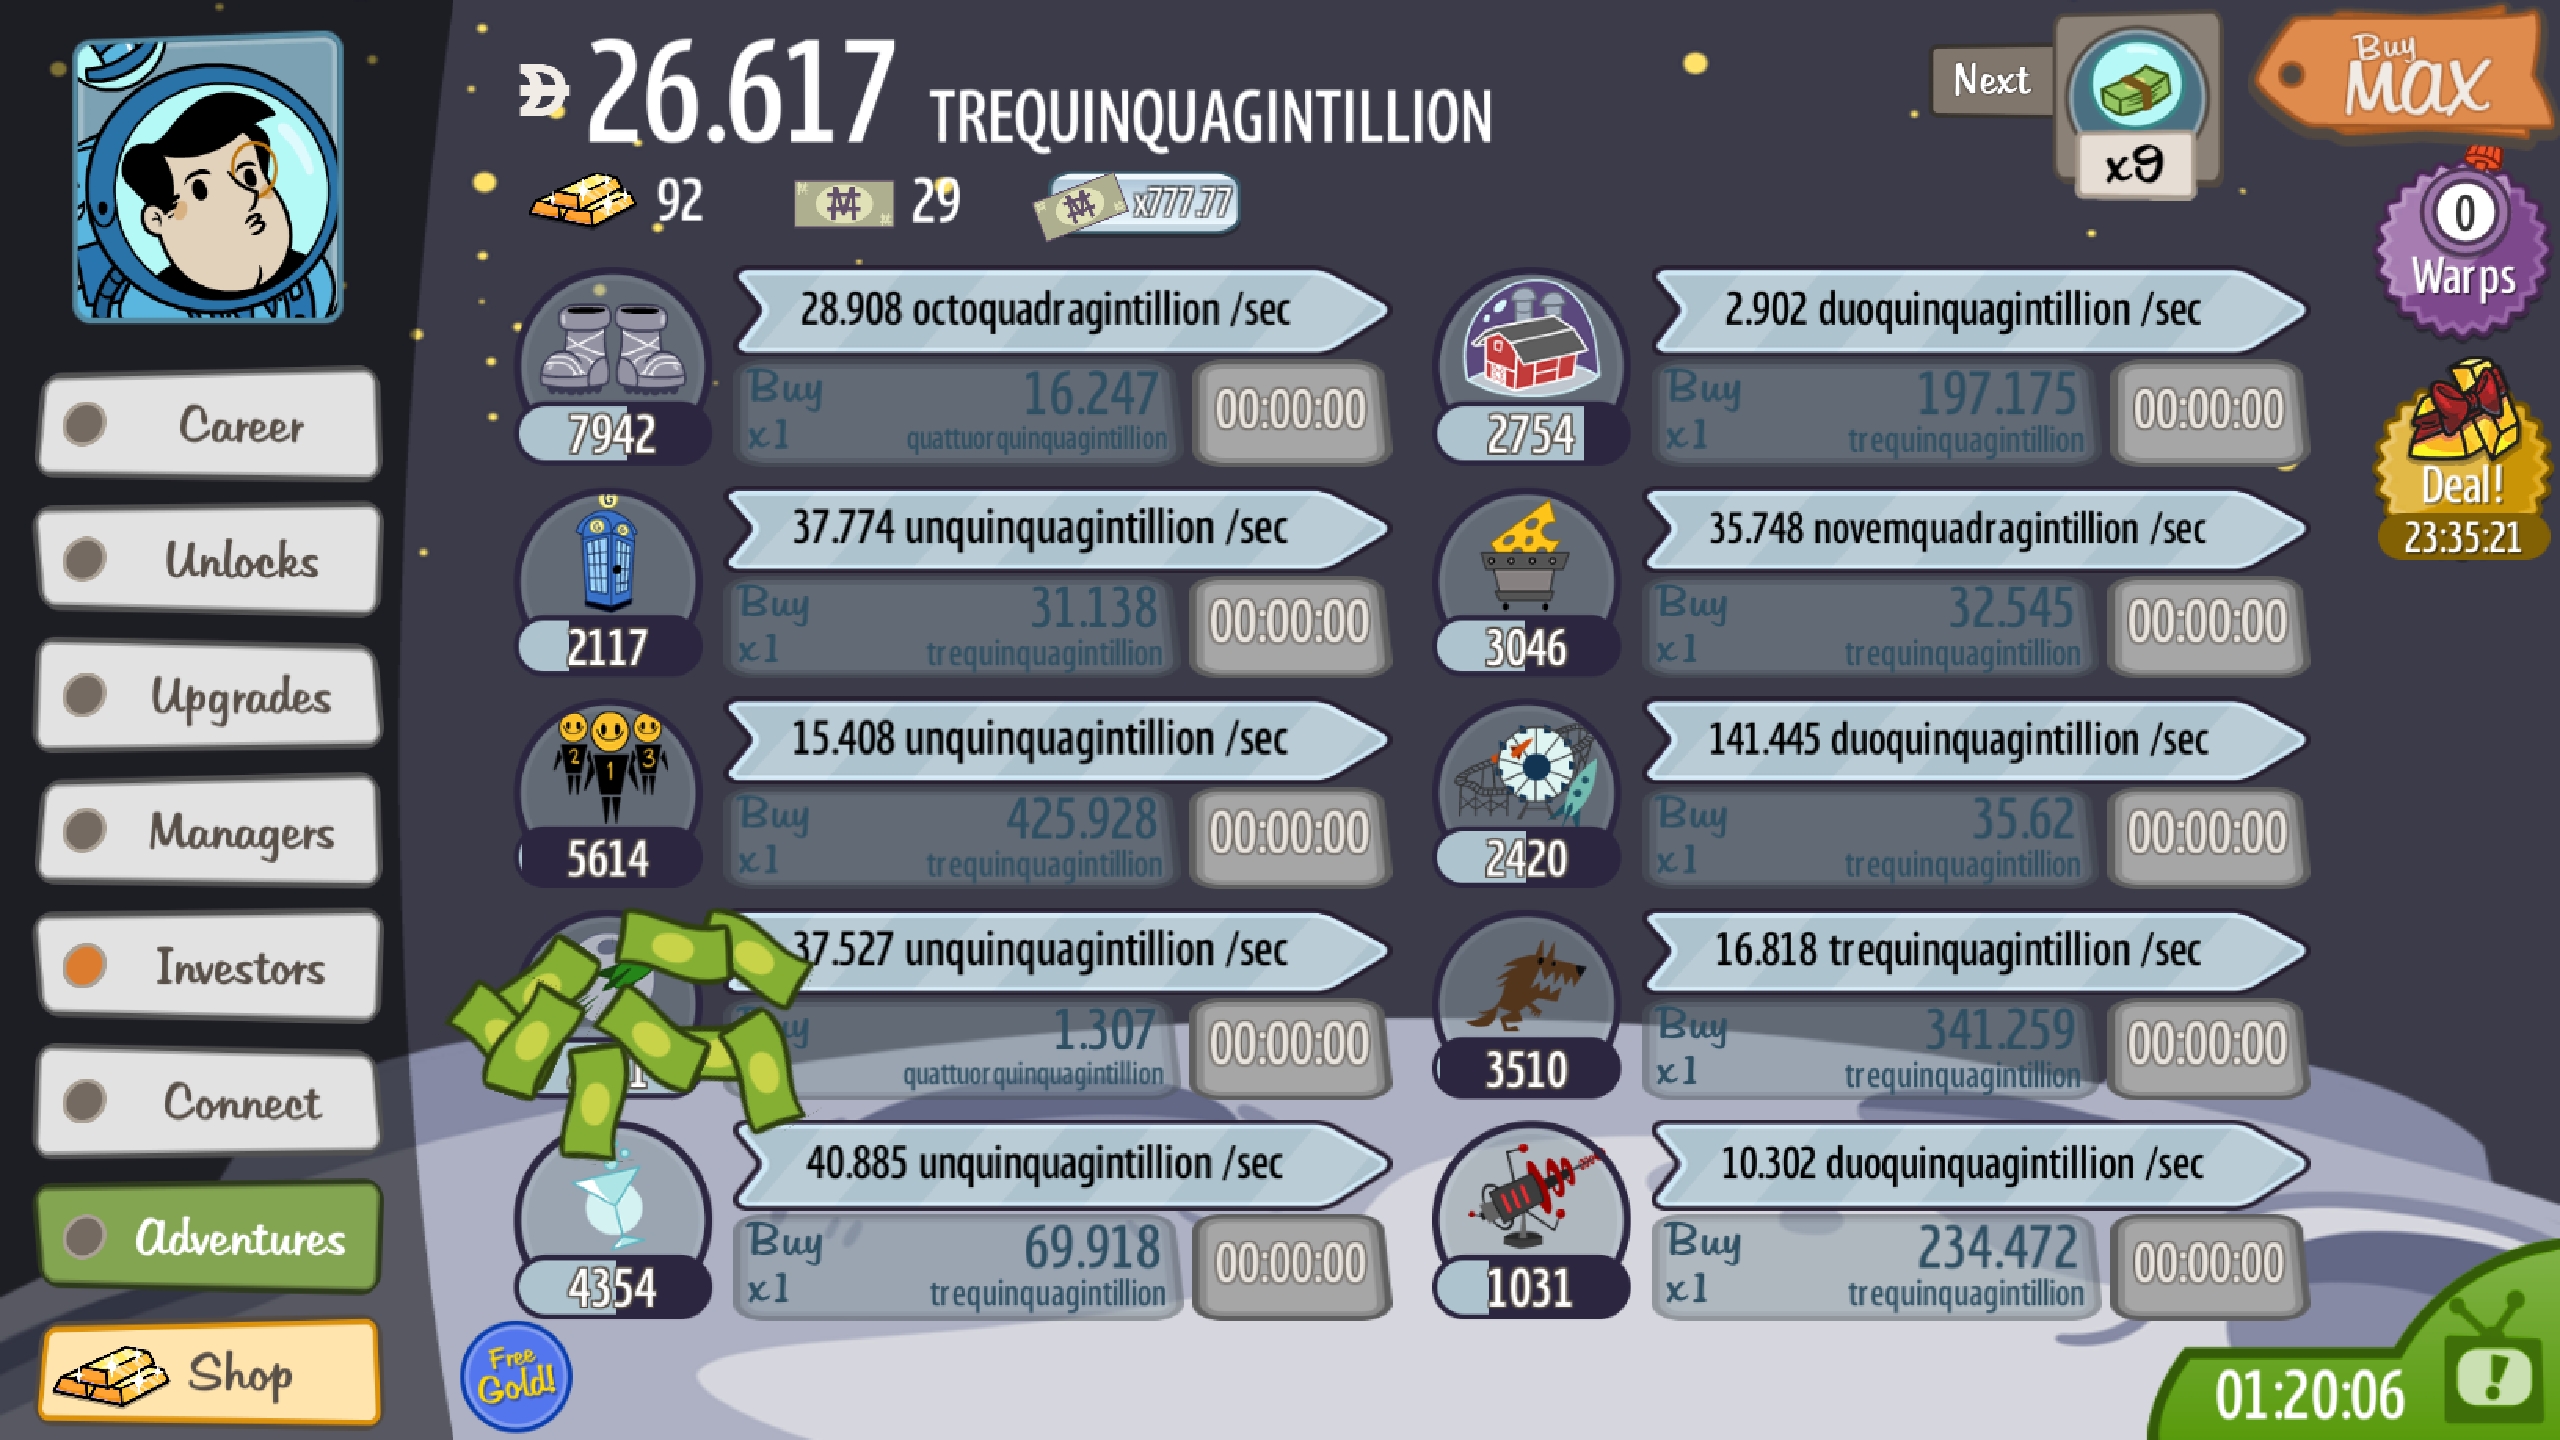 26.617 TREQUINQUAGINTILLION
92
29
x777.77
Next
x9
Buy
MAX
0
Warps
Deal!
23:35:21
Career
Unlocks
Upgrades
Managers
Investors
Connect
Adventures
Shop
28.908 octoquadragintillion /sec
Buy 16.247
x1 quattuorquinquagintillion
00:00:00
7942
2.902 duoquinquagintillion /sec
Buy 197.175
x1 trequinquagintillion
00:00:00
2754
37.774 unquinquagintillion /sec
Buy 31.138
x1 trequinquagintillion
00:00:00
2117
35.748 novemquadragintillion /sec
Buy 32.545
x1 trequinquagintillion
00:00:00
3046
15.408 unquinquagintillion /sec
2 1 3
Buy 425.928
x1 trequinquagintillion
00:00:00
5614
141.445 duoquinquagintillion /sec
Buy 35.62
x1 trequinquagintillion
00:00:00
2420
37.527 unquinquagintillion /sec
1.307
quattuorquinquagintillion
00:00:00
16.818 trequinquagintillion /sec
Buy 341.259
x1 trequinquagintillion
00:00:00
3510
40.885 unquinquagintillion /sec
Buy 69.918
x1 trequinquagintillion
00:00:00
4354
10.302 duoquinquagintillion /sec
Buy 234.472
x1 trequinquagintillion
00:00:00
1031
Free
Gold!
01:20:06
!